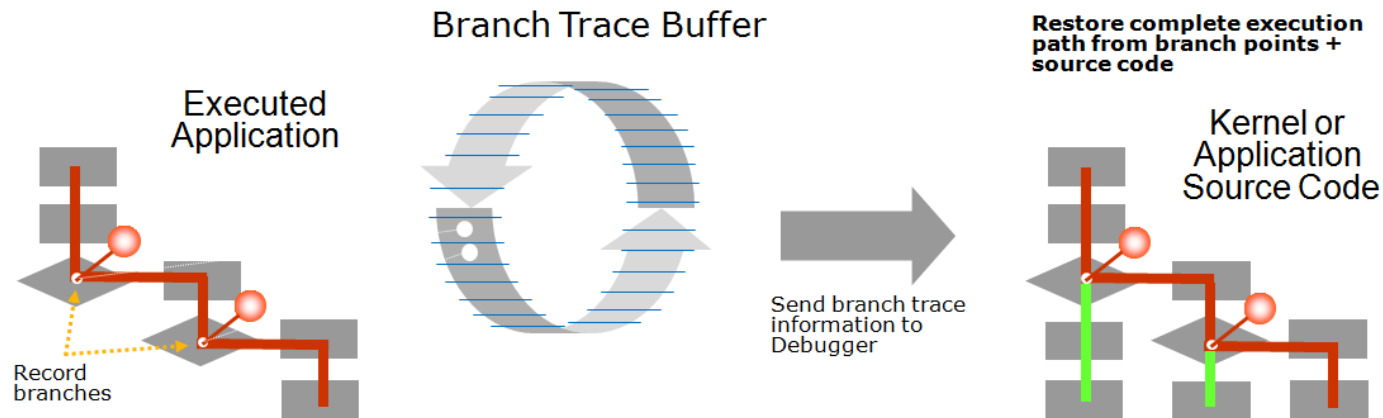 Branch Trace Buffer
Executed
Application
Record
branches
Send branch trace
information to
Debugger
Restore complete execution
path from branch points +
source code
Kernel or
Application
Source Code